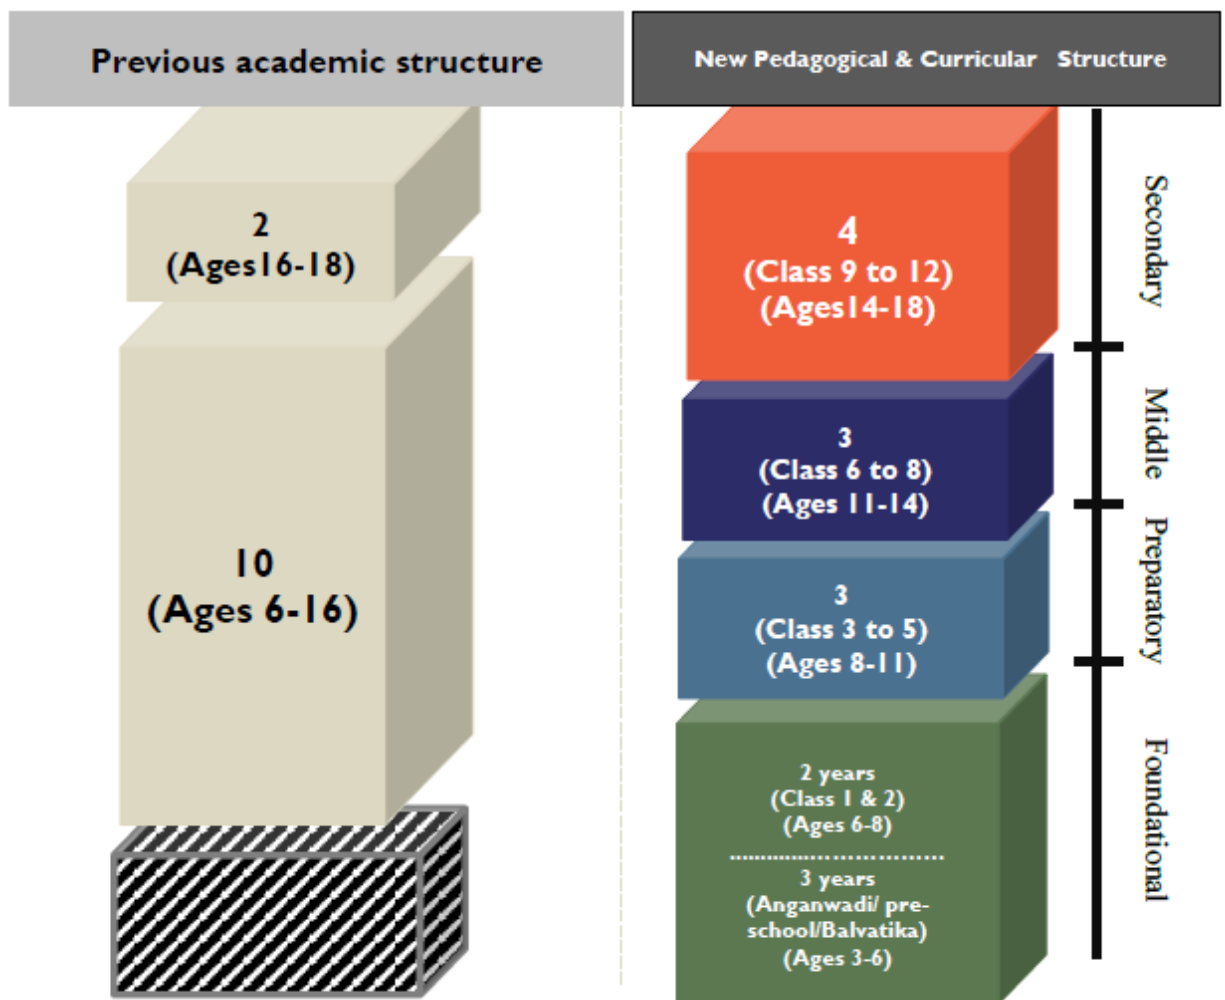 Previous academic structure
New Pedagogical & Curricular Structure
2
(Ages16-18)
10
(Ages 6-16)
4
(Class 9 to 12)
(Ages14-18)
3
(Class 6 to 8)
(Ages 11-14)
3
(Class 3 to 5)
(Ages 8-11)
2 years
(Class 1 & 2)
(Ages 6-8)
................................
3 years
(Anganwadi/ pre-
school/Balvatika)
(Ages 3-6)
Secondary
Middle
Preparatory
Foundational